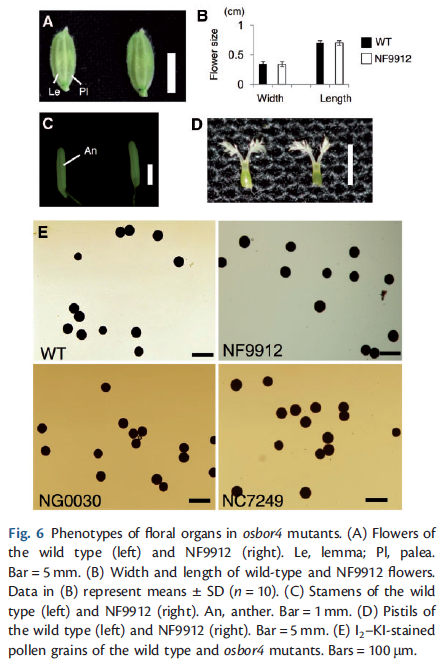 A
Le
Pl
B
(cm)
1
0.5
0
Flower size
Width
Length
WT
NF9912
C
An
D
E
WT
NF9912
NG0030
NC7249
Fig. 6 Phenotypes of floral organs in osbor4 mutants. (A) Flowers of
the wild type (left) and NF9912 (right). Le, lemma; Pl, palea.
Bar = 5 mm. (B) Width and length of wild-type and NF9912 flowers.
Data in (B) represent means ± SD (n = 10). (C) Stamens of the wild
type (left) and NF9912 (right). An, anther. Bar = 1 mm. (D) Pistils of
the wild type (left) and NF9912 (right). Bar = 5 mm. (E) I₂–KI-stained
pollen grains of the wild type and osbor4 mutants. Bars = 100 μm.